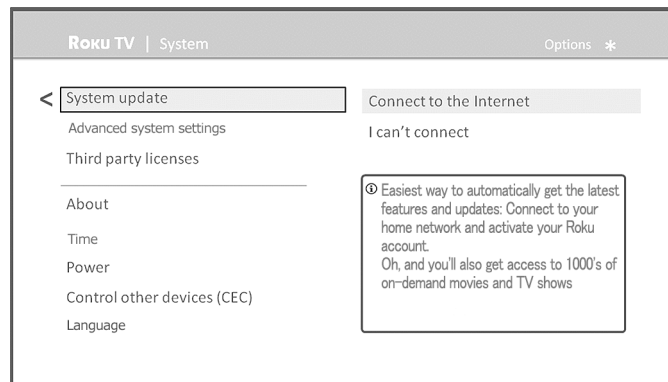 ROKU TV | System
Options *
< System update
Advanced system settings
Third party licenses
About
Time
Power
Control other devices (CEC)
Language
Connect to the Internet
I can't connect
Easiest way to automatically get the latest
features and updates: Connect to your
home network and activate your Roku
account.
Oh, and you'll also get access to 1000's of
on-demand movies and TV shows